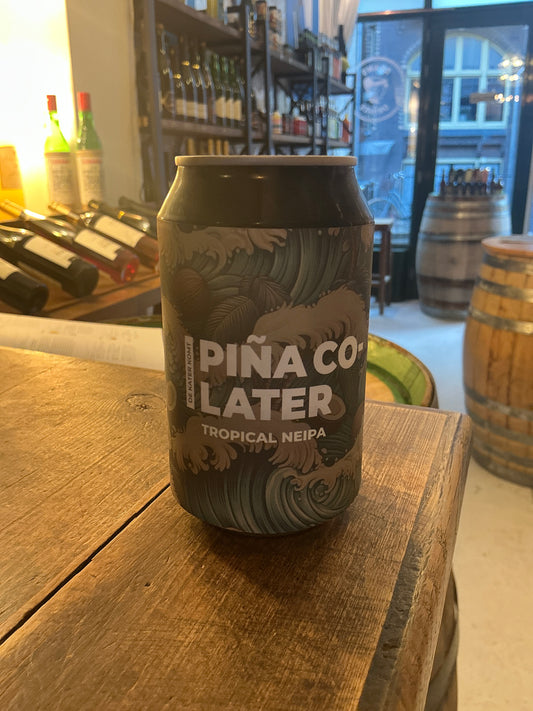 DE KATER KOMT
PIÑA CO-
LATER
TROPICAL NEIPA